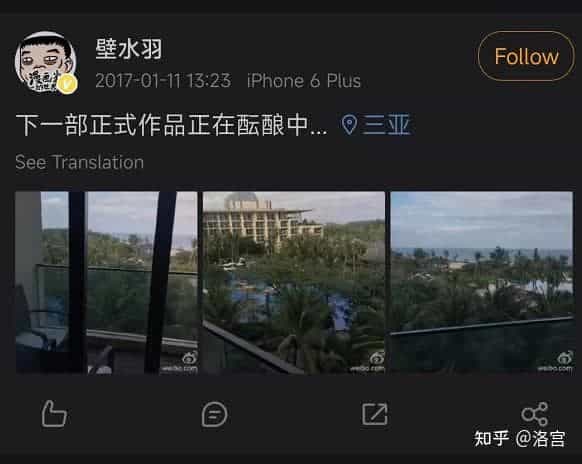 壁水羽
Follow
2017-01-11 13:23 iPhone 6 Plus
下一部正式作品正在酝酿中... 三亚
See Translation
weibo.com
weibo.com
weibo.com
知乎 @洛宫